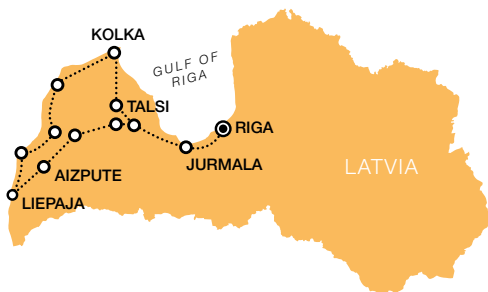 KOLKA
GULF OF
RIGA
TALSI
RIGA
JURMALA
AIZPUTE
LATVIA
LIEPAJA